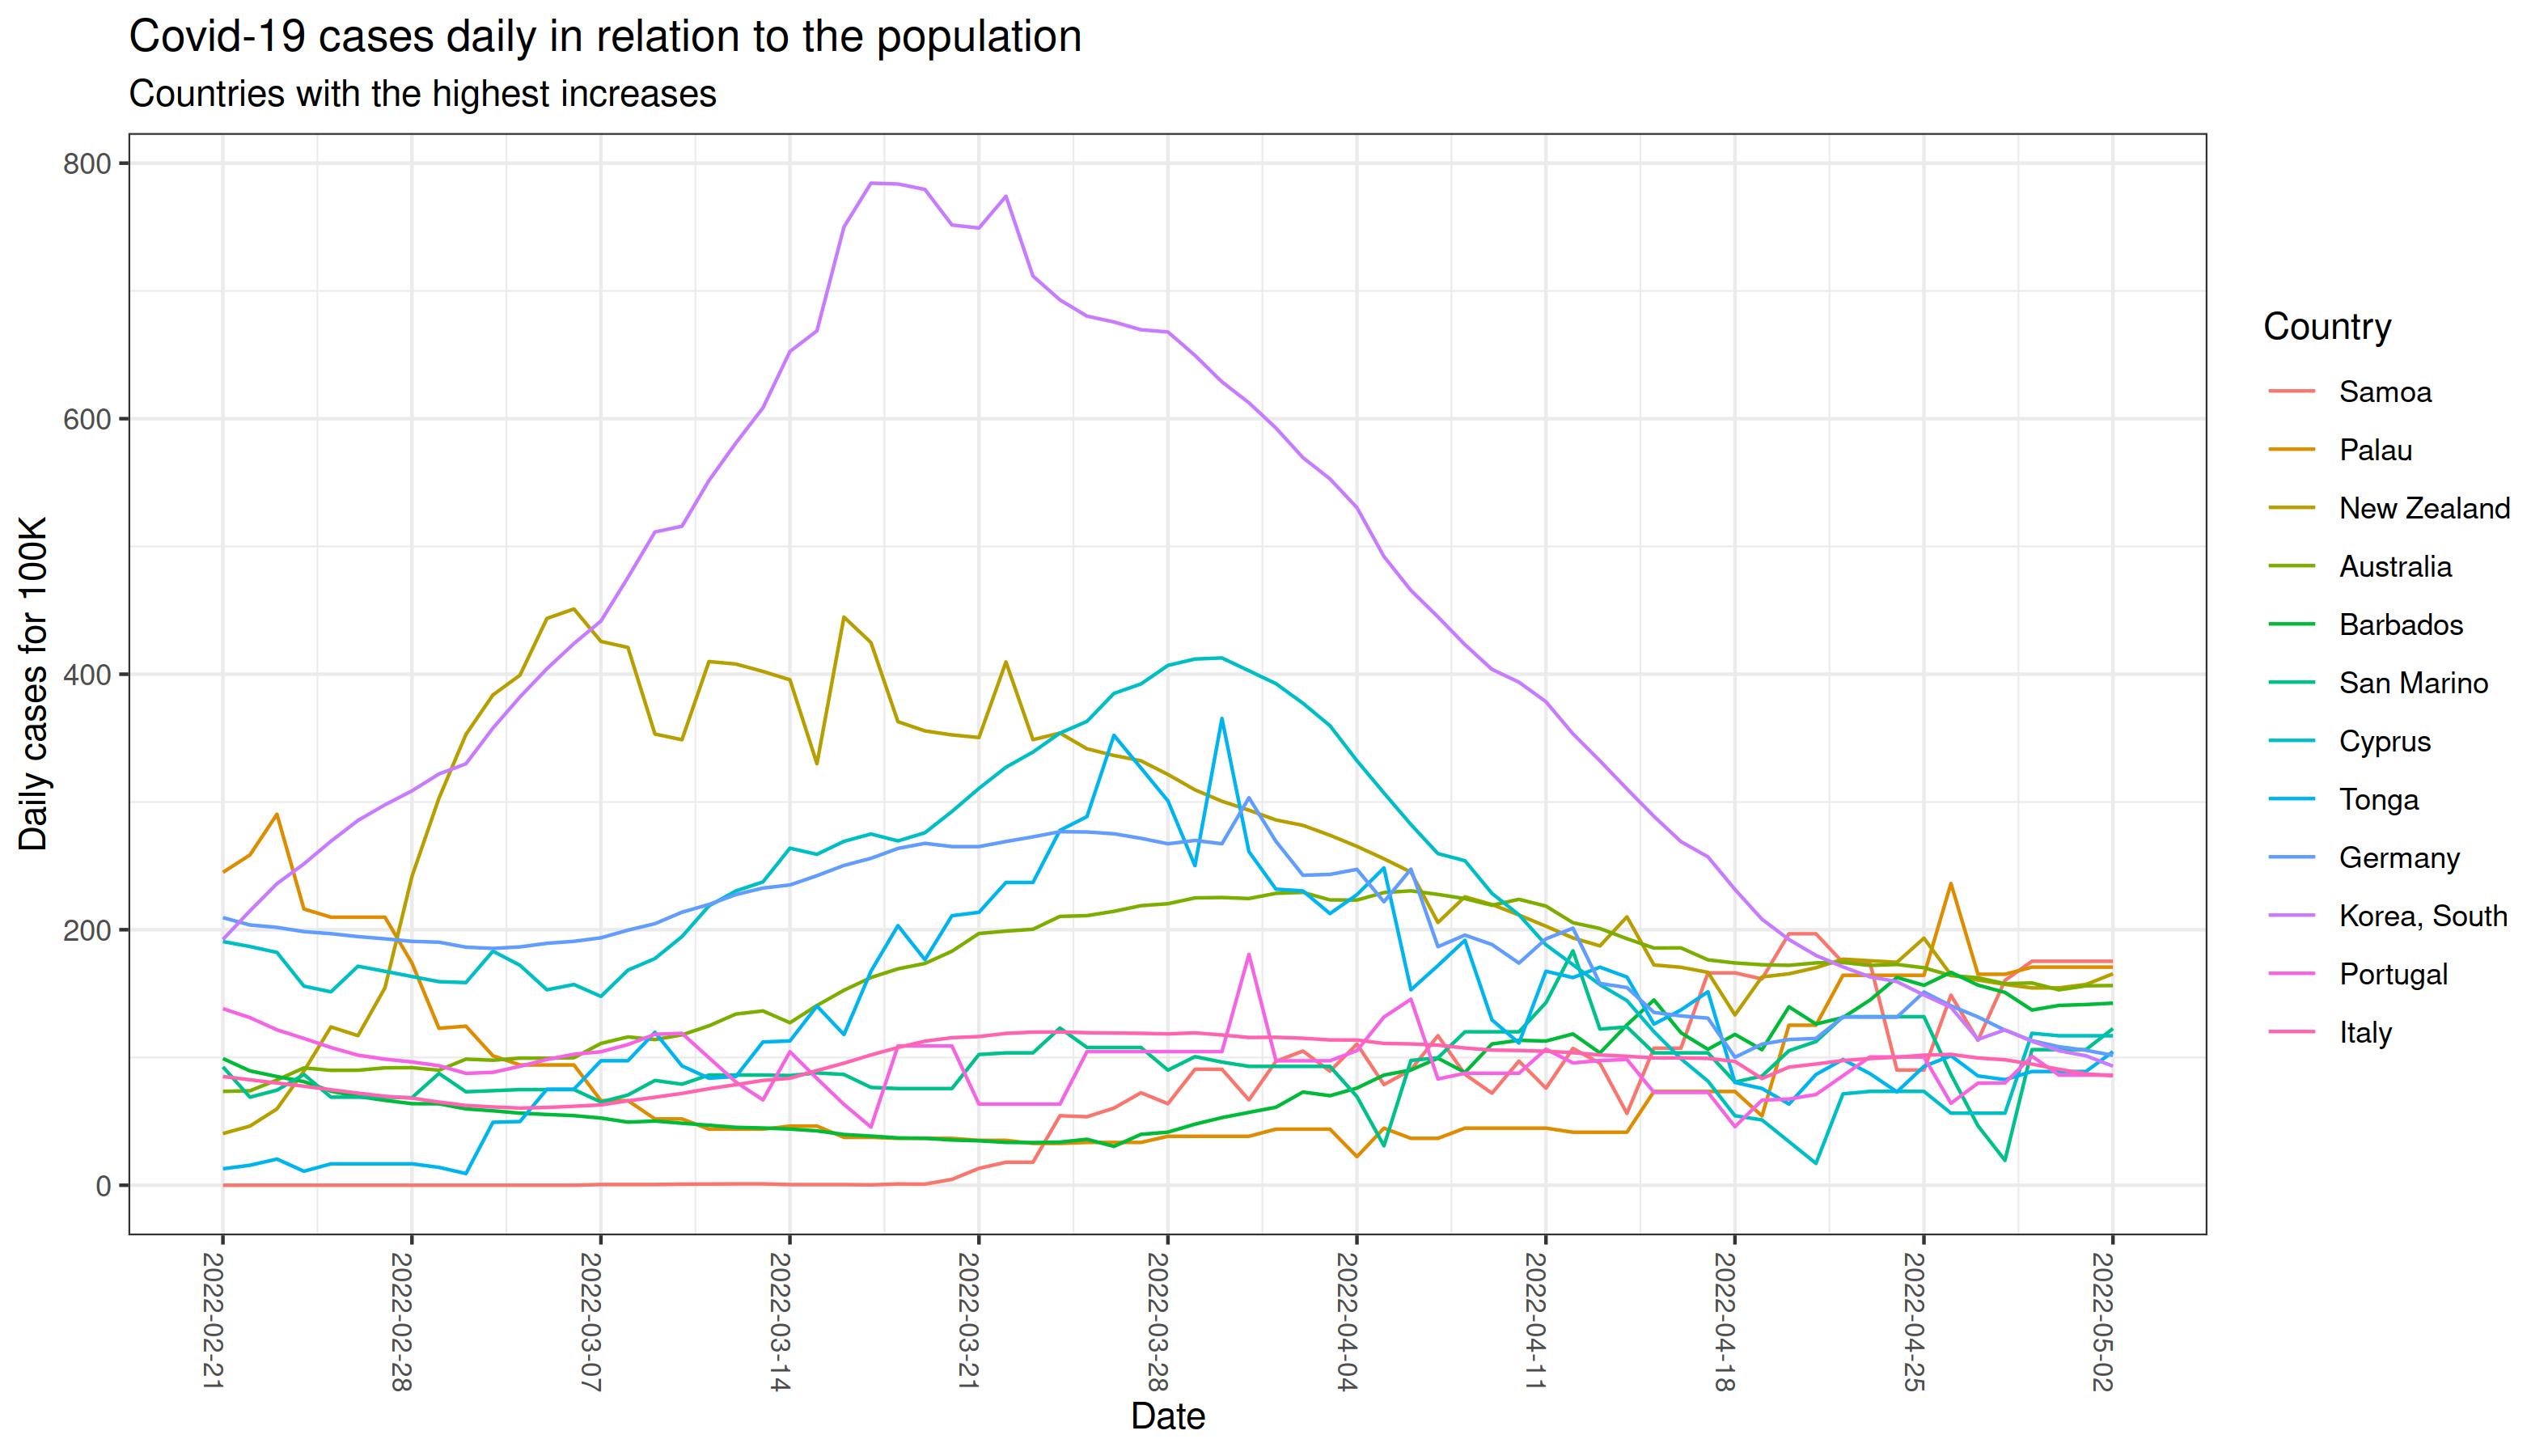 Covid-19 cases daily in relation to the population
Countries with the highest increases
Daily cases for 100K
800
600
400
200
0
2022-02-21
2022-02-28
2022-03-07
2022-03-14
2022-03-21
2022-03-28
2022-04-04
2022-04-11
2022-04-18
2022-04-25
2022-05-02
Date
Country
Samoa
Palau
New Zealand
Australia
Barbados
San Marino
Cyprus
Tonga
Germany
Korea, South
Portugal
Italy